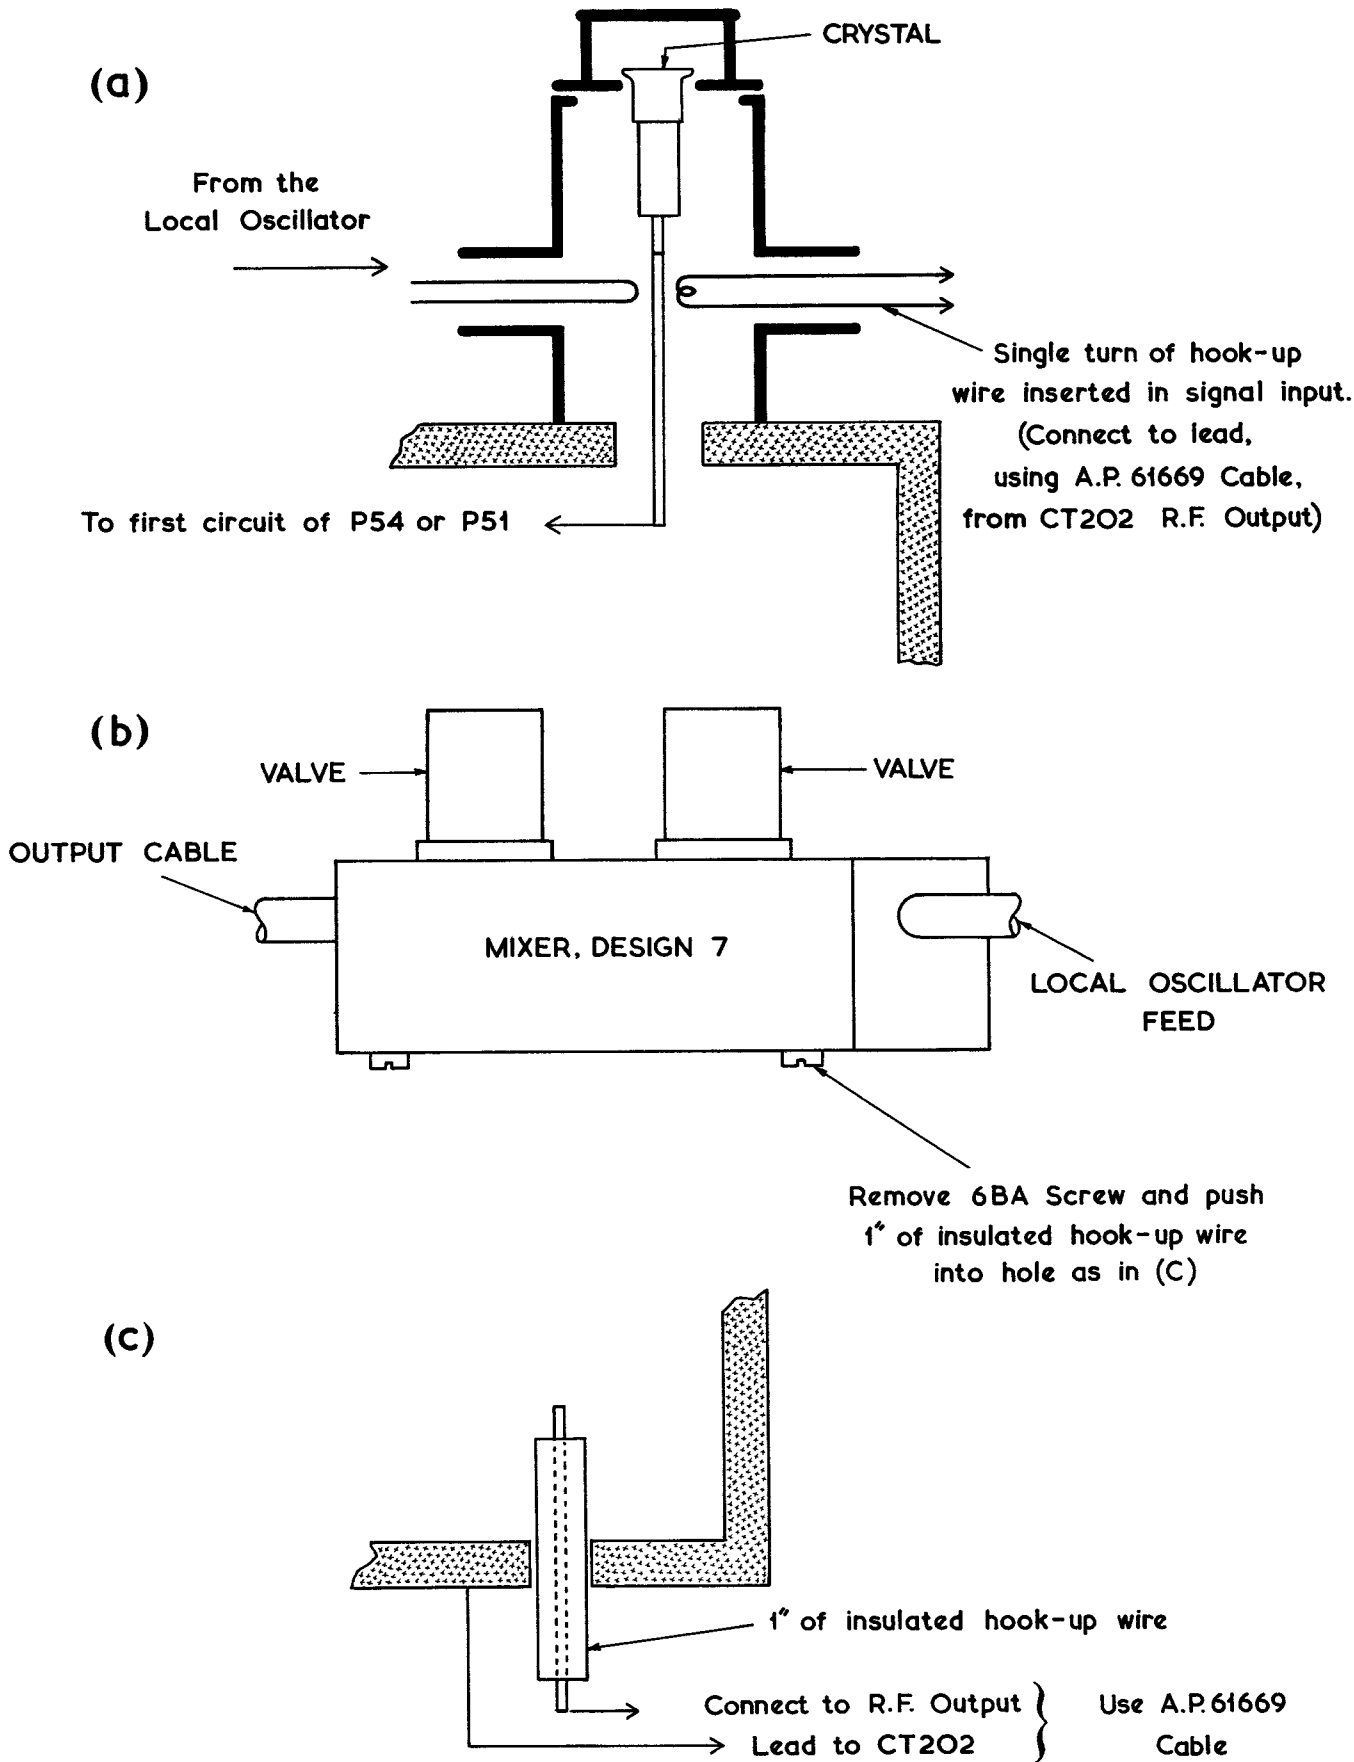 (a)
CRYSTAL
From the
Local Oscillator
Single turn of hook-up
wire inserted in signal input.
(Connect to lead,
using A.P. 61669 Cable,
from CT202 R.F. Output)
To first circuit of P54 or P51
(b)
VALVE
VALVE
OUTPUT CABLE
MIXER, DESIGN 7
LOCAL OSCILLATOR
FEED
Remove 6BA Screw and push
1" of insulated hook-up wire
into hole as in (C)
(c)
1" of insulated hook-up wire
Connect to R.F. Output } Use A.P. 61669
Lead to CT202 } Cable